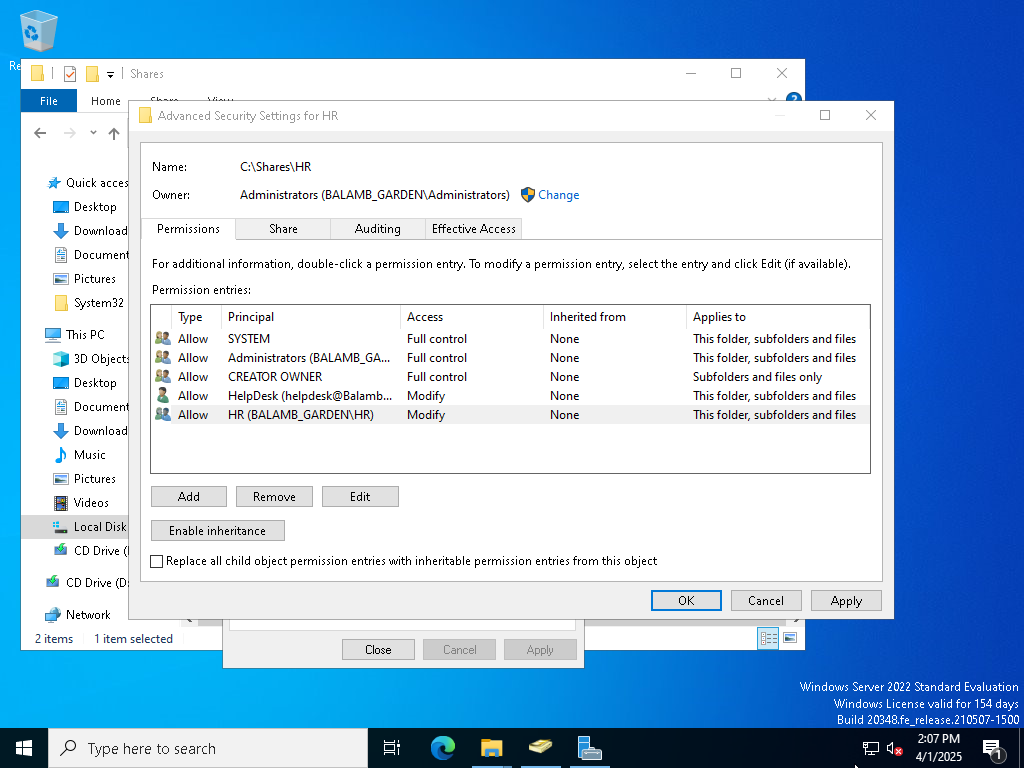 Shares
File Home
Advanced Security Settings for HR
Name: C:\Shares\HR
Owner: Administrators (BALAMB_GARDEN\Administrators) Change
Permissions Share Auditing Effective Access
For additional information, double-click a permission entry. To modify a permission entry, select the entry and click Edit (if available).
Permission entries:
Type Principal Access Inherited from Applies to
Allow SYSTEM Full control None This folder, subfolders and files
Allow Administrators (BALAMB_GA... Full control None This folder, subfolders and files
Allow CREATOR OWNER Full control None Subfolders and files only
Allow HelpDesk (helpdesk@Balamb... Modify None This folder, subfolders and files
Allow HR (BALAMB_GARDEN\HR) Modify None This folder, subfolders and files
Add Remove Edit
Enable inheritance
Replace all child object permission entries with inheritable permission entries from this object
OK Cancel Apply
Quick acces
Desktop
Download
Document
Pictures
System32
This PC
3D Objects
Desktop
Document
Download
Music
Pictures
Videos
Local Disk
CD Drive (
CD Drive (D:
Network
2 items 1 item selected
Close Cancel Apply
Windows Server 2022 Standard Evaluation
Windows License valid for 154 days
Build 20348.fe_release.210507-1500
Type here to search
2:07 PM
4/1/2025
1